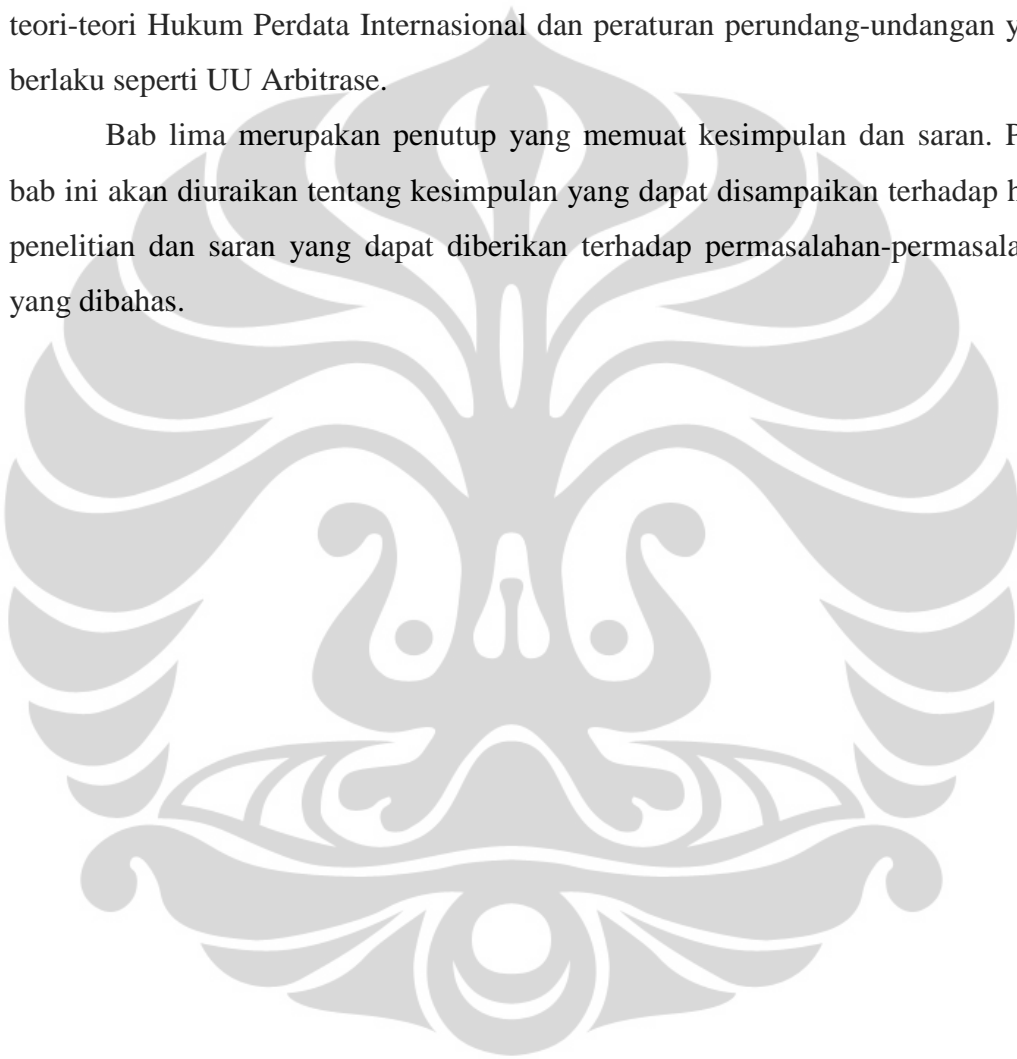 teori-teori Hukum Perdata Internasional dan peraturan perundang-undangan y
berlaku seperti UU Arbitrase.
Bab lima merupakan penutup yang memuat kesimpulan dan saran. P
bab ini akan diuraikan tentang kesimpulan yang dapat disampaikan terhadap h
penelitian dan saran yang dapat diberikan terhadap permasalahan-permasala
yang dibahas.